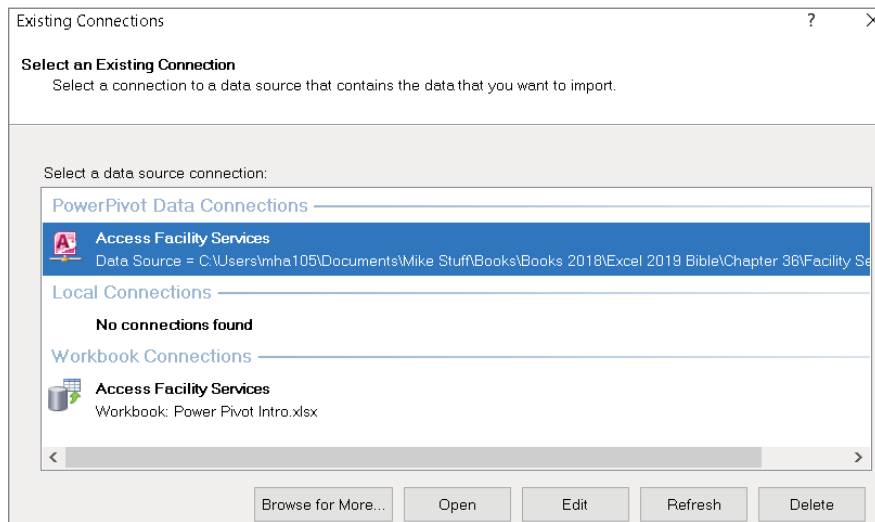 Existing Connections
?
Select an Existing Connection
Select a connection to a data source that contains the data that you want to import.
Select a data source connection:
PowerPivot Data Connections
Access Facility Services
Data Source = C:\Users\mha105\Documents\Mike Stuff\Books\Books 2018\Excel 2019 Bible\Chapter 36\Facility Se
Local Connections
No connections found
Workbook Connections
Access Facility Services
Workbook: Power Pivot Intro.xlsx
Browse for More... Open Edit Refresh Delete